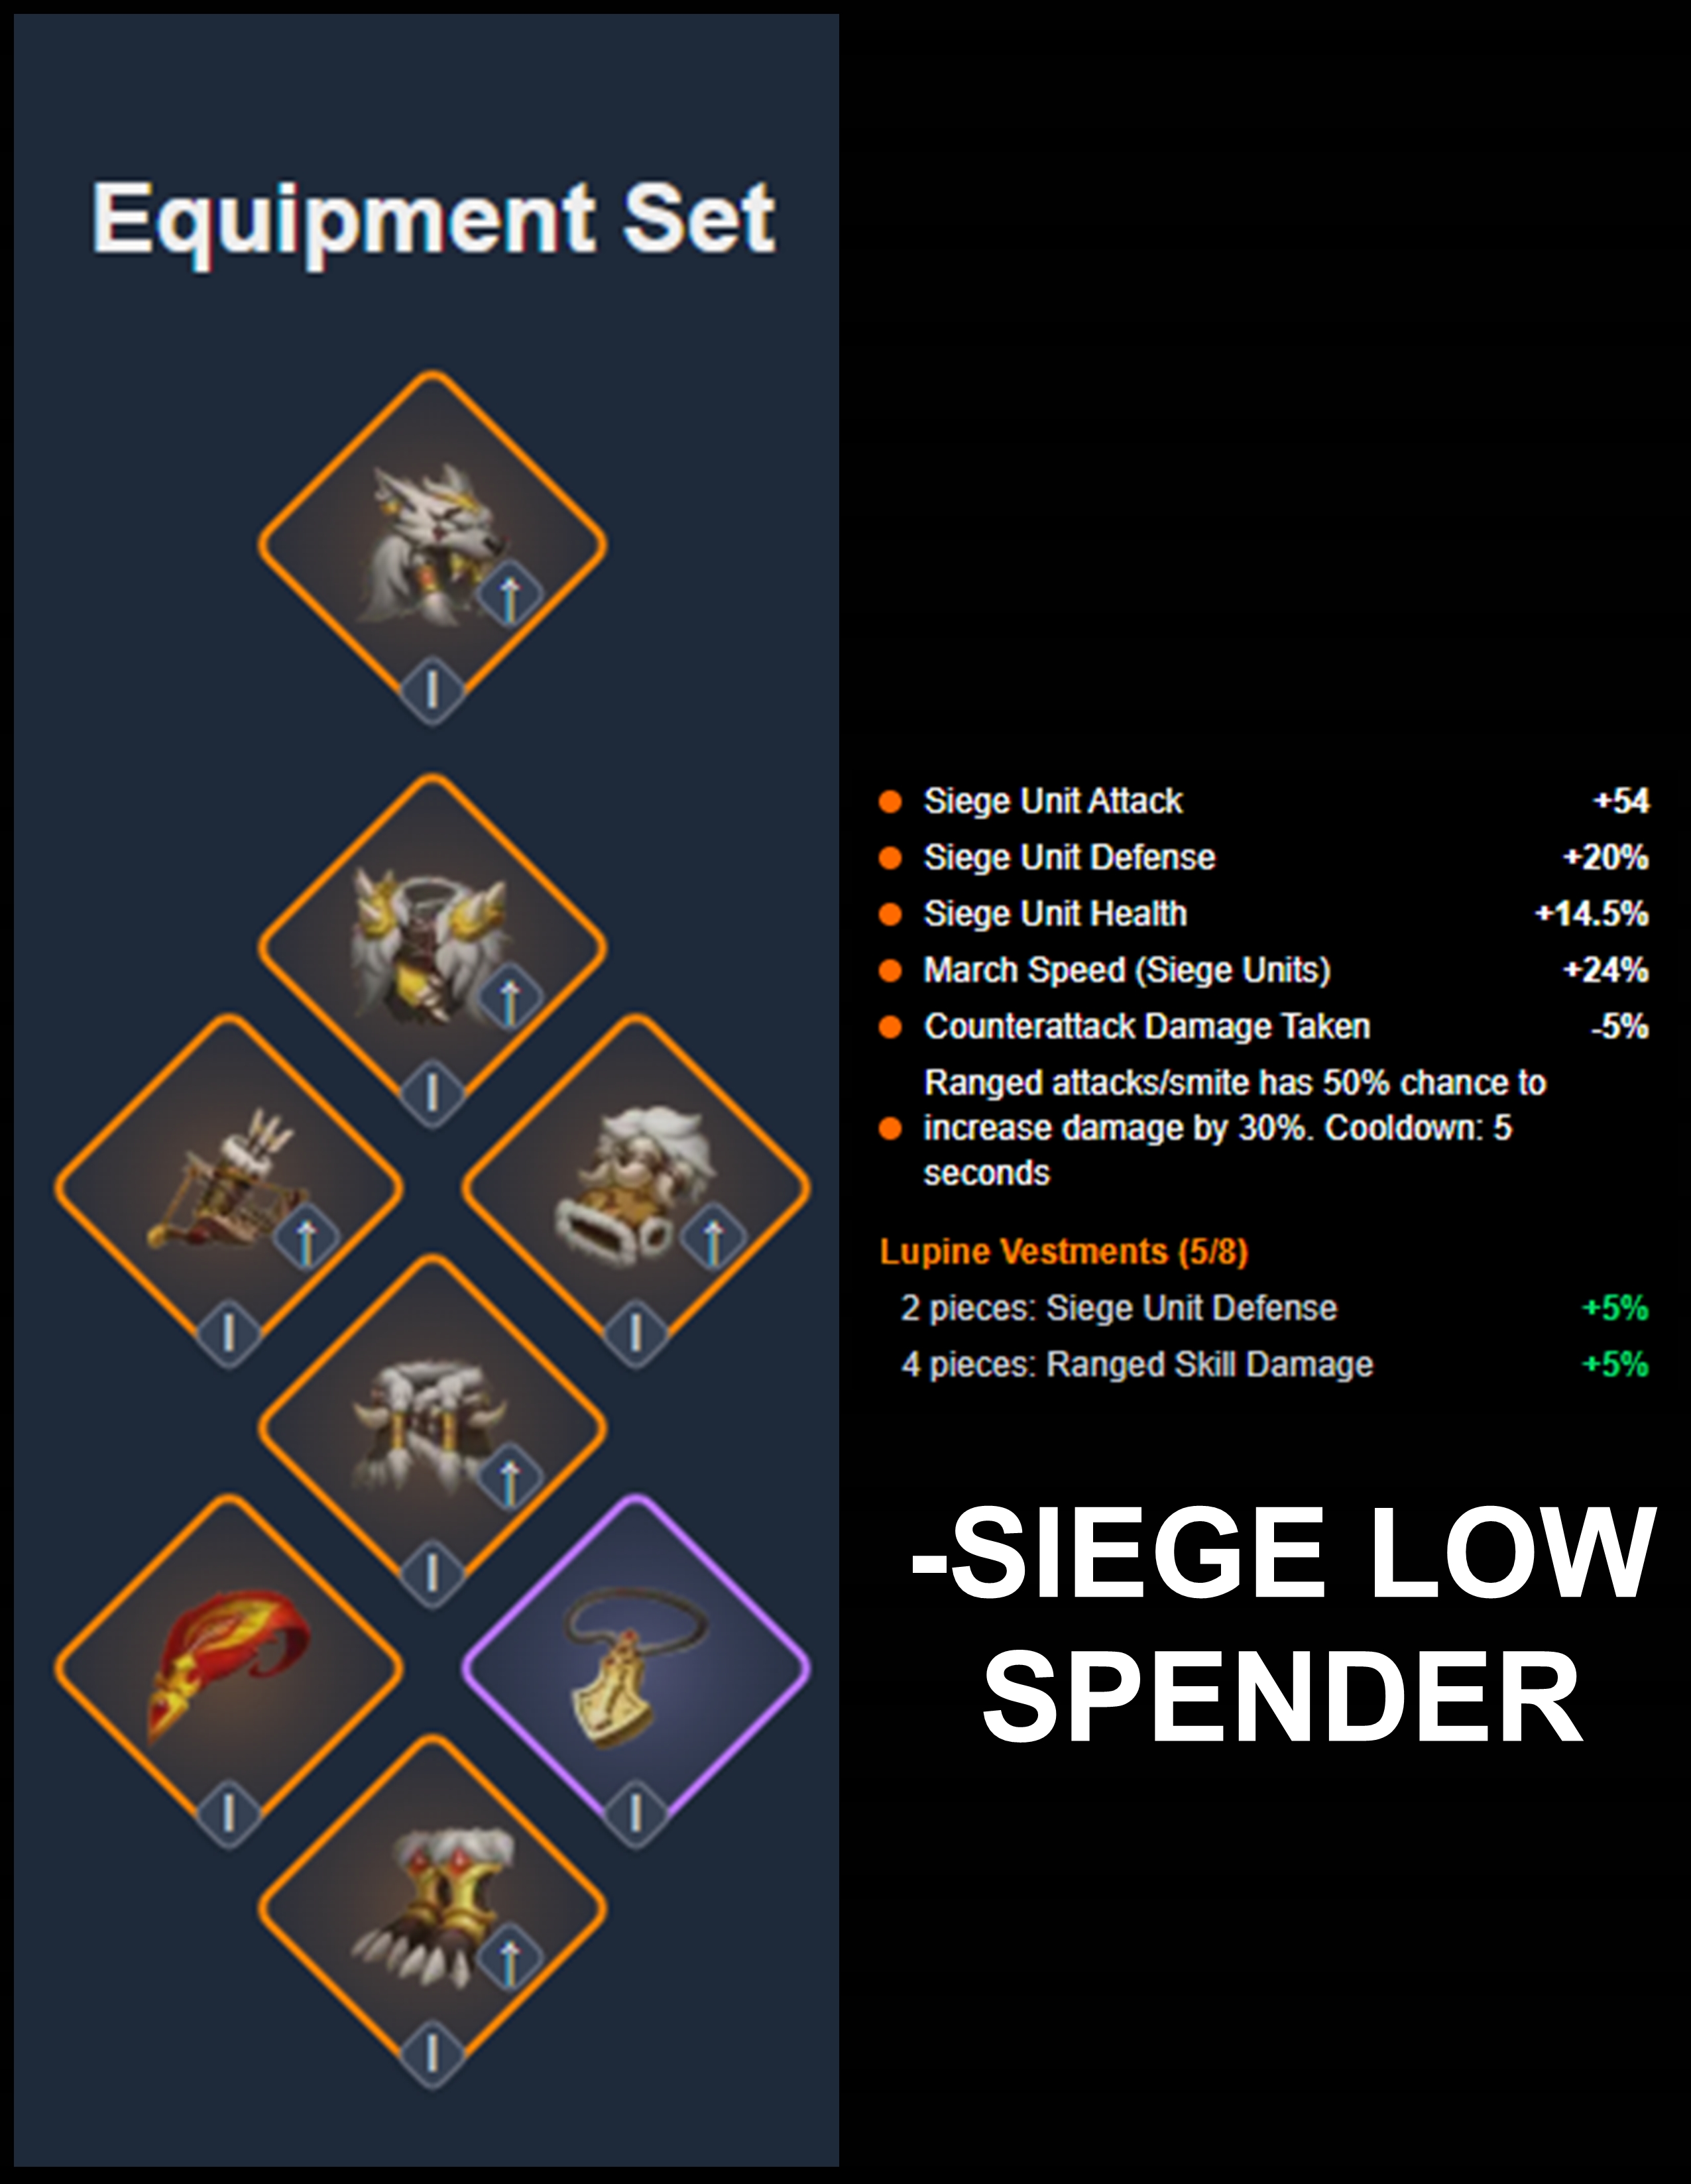 Equipment Set
I
I
I
I
I
I
I
I
Siege Unit Attack +54
Siege Unit Defense +20%
Siege Unit Health +14.5%
March Speed (Siege Units) +24%
Counterattack Damage Taken -5%
Ranged attacks/smite has 50% chance to
increase damage by 30%. Cooldown: 5
seconds
Lupine Vestments (5/8)
2 pieces: Siege Unit Defense +5%
4 pieces: Ranged Skill Damage +5%
-SIEGE LOW
SPENDER